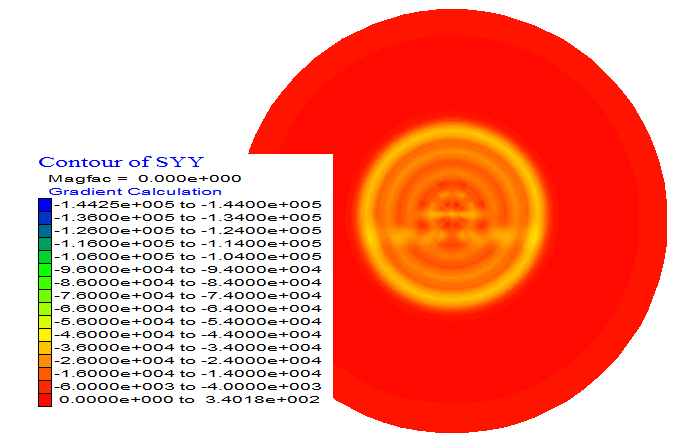 Contour of SYY
Magfac = 0.000e+000
Gradient Calculation
-1.4425e+005 to -1.4400e+005
-1.3600e+005 to -1.3400e+005
-1.2600e+005 to -1.2400e+005
-1.1600e+005 to -1.1400e+005
-1.0600e+005 to -1.0400e+005
-9.6000e+004 to -9.4000e+004
-8.6000e+004 to -8.4000e+004
-7.6000e+004 to -7.4000e+004
-6.6000e+004 to -6.4000e+004
-5.6000e+004 to -5.4000e+004
-4.6000e+004 to -4.4000e+004
-3.6000e+004 to -3.4000e+004
-2.6000e+004 to -2.4000e+004
-1.6000e+004 to -1.4000e+004
-6.0000e+003 to -4.0000e+003
0.0000e+000 to 3.4018e+002